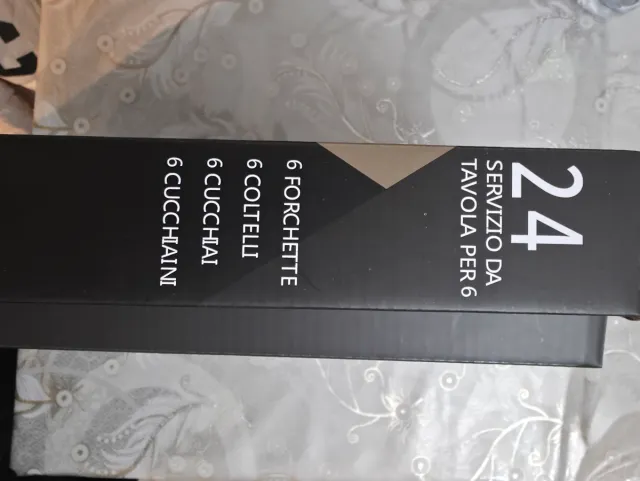 24
SERVIZIO DA
TAVOLA PER 6
6 FORCHETTE
6 COLTELLI
6 CUCCHIAI
6 CUCCHIAINI